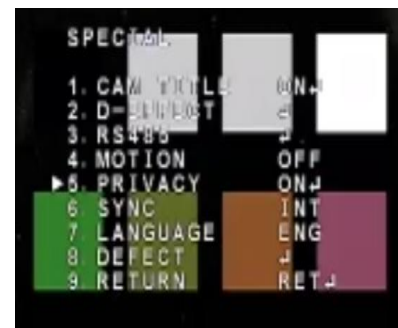 SPECIAL
1. CAM TITLE ON↵
2. D-EFFECT ↵
3. RS485 ↵
4. MOTION OFF
▶5. PRIVACY ON↵
6. SYNC INT
7. LANGUAGE ENG
8. DEFECT ↵
9. RETURN RET↵